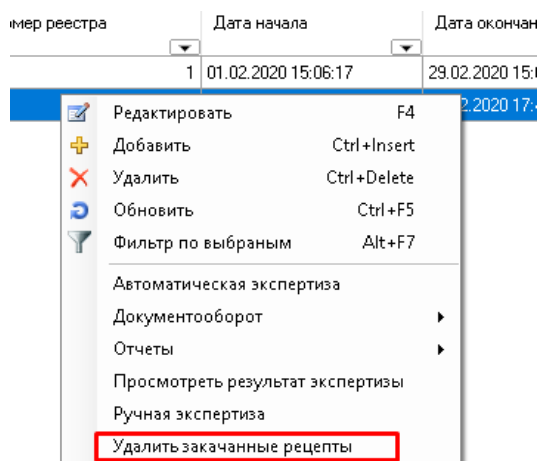 омер реестра Дата начала Дата окончан
1 01.02.2020 15:06:17 29.02.2020 15:
.2020 17:
Редактировать F4
Добавить Ctrl+Insert
Удалить Ctrl+Delete
Обновить Ctrl+F5
Фильтр по выбраным Alt+F7
Автоматическая экспертиза
Документооборот
Отчеты
Просмотреть результат экспертизы
Ручная экспертиза
Удалить закачанные рецепты